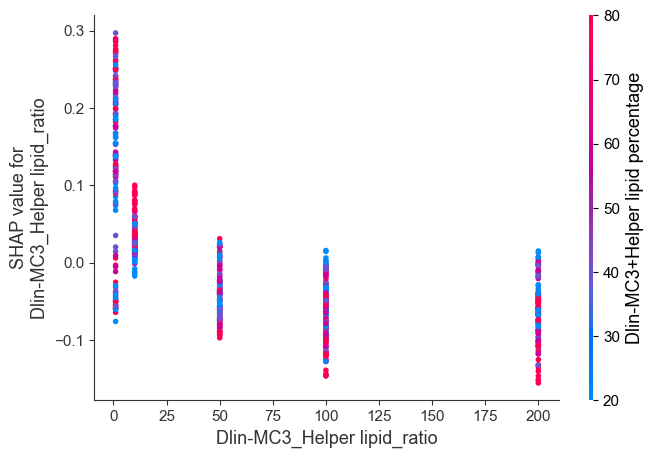 0.3
0.2
0.1
0.0
−0.1
SHAP value for
Dlin-MC3_Helper lipid_ratio
0 25 50 75 100 125 150 175 200
Dlin-MC3_Helper lipid_ratio
80
70
60
50
40
30
20
Dlin-MC3+Helper lipid percentage